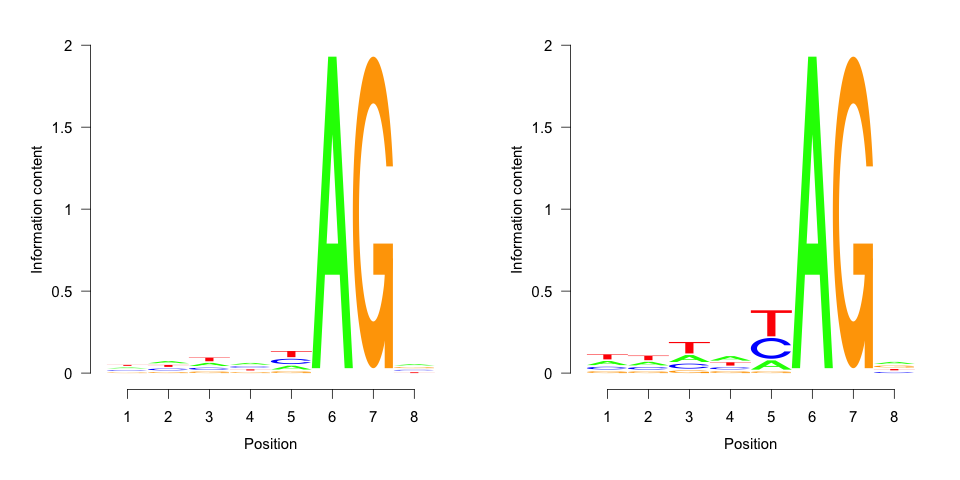 2
1.5
1
0.5
0
Information content
T
T
C
A
G
1 2 3 4 5 6 7 8
Position
2
1.5
1
0.5
0
Information content
T
T
T
A
T
C
A
A
G
1 2 3 4 5 6 7 8
Position